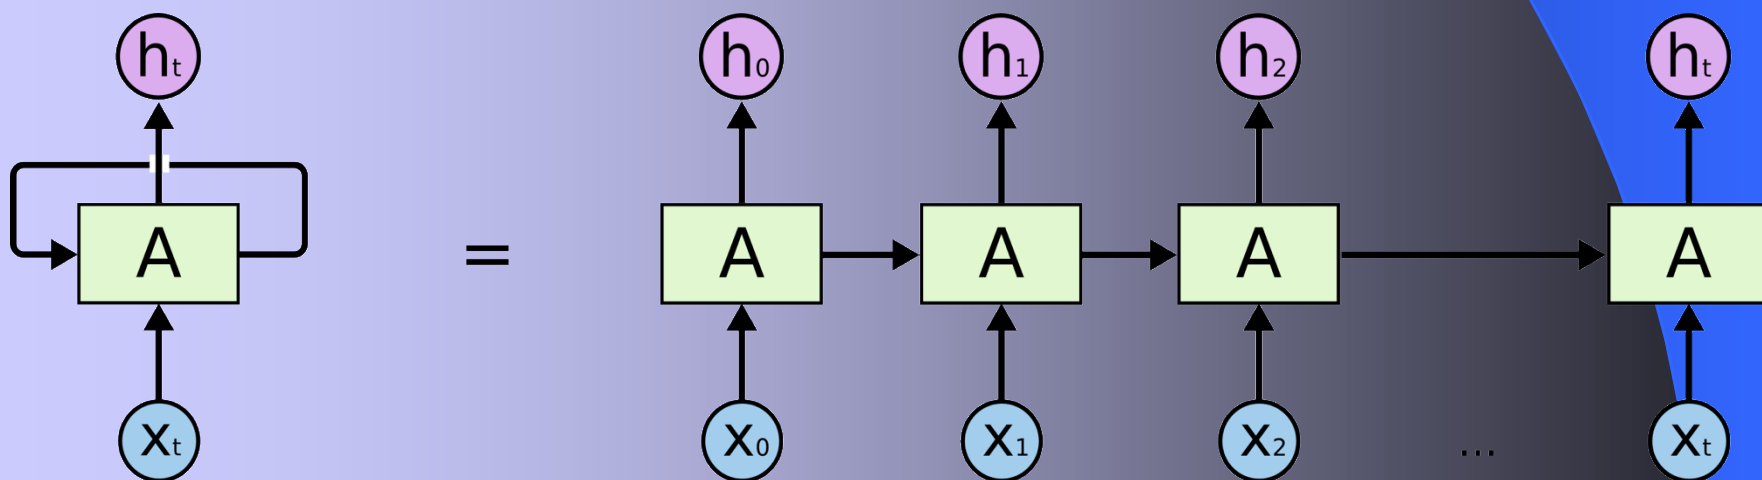 ht h0 h1 h2 ht
A = A A A A
xt x0 x1 x2 ... xt